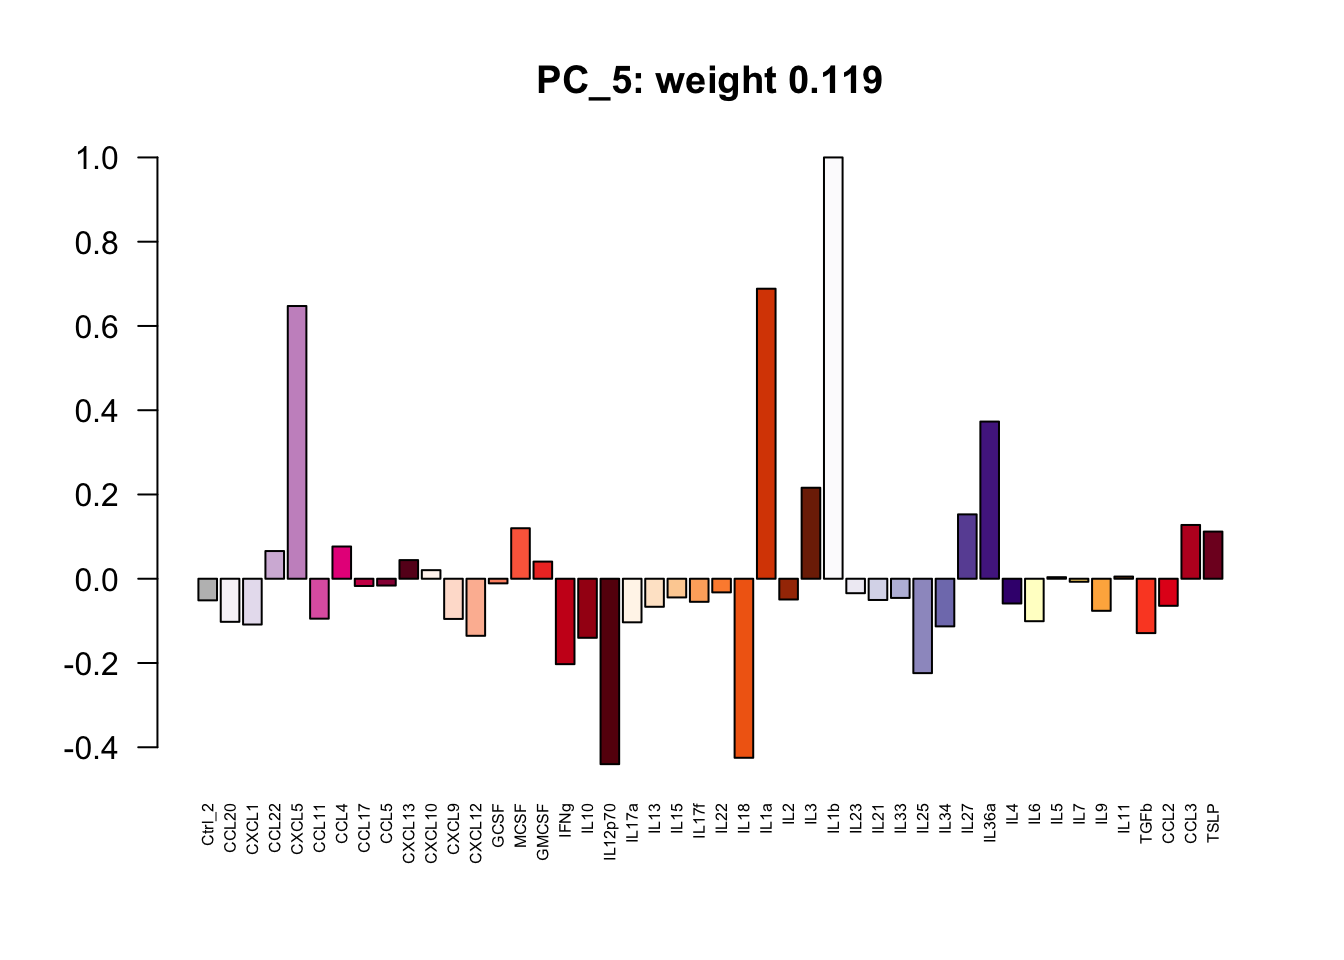 PC_5: weight 0.119
1.0
0.8
0.6
0.4
0.2
0.0
-0.2
-0.4
Ctrl_2
CCL20
CXCL1
CCL22
CXCL5
CCL11
CCL4
CCL17
CCL5
CXCL13
CXCL10
CXCL9
CXCL12
GCSF
MCSF
GMCSF
IFNg
IL10
IL12p70
IL17a
IL13
IL15
IL17f
IL22
IL18
IL1a
IL2
IL3
IL1b
IL23
IL21
IL33
IL25
IL34
IL27
IL36a
IL4
IL6
IL5
IL7
IL9
IL11
TGFb
CCL2
CCL3
TSLP